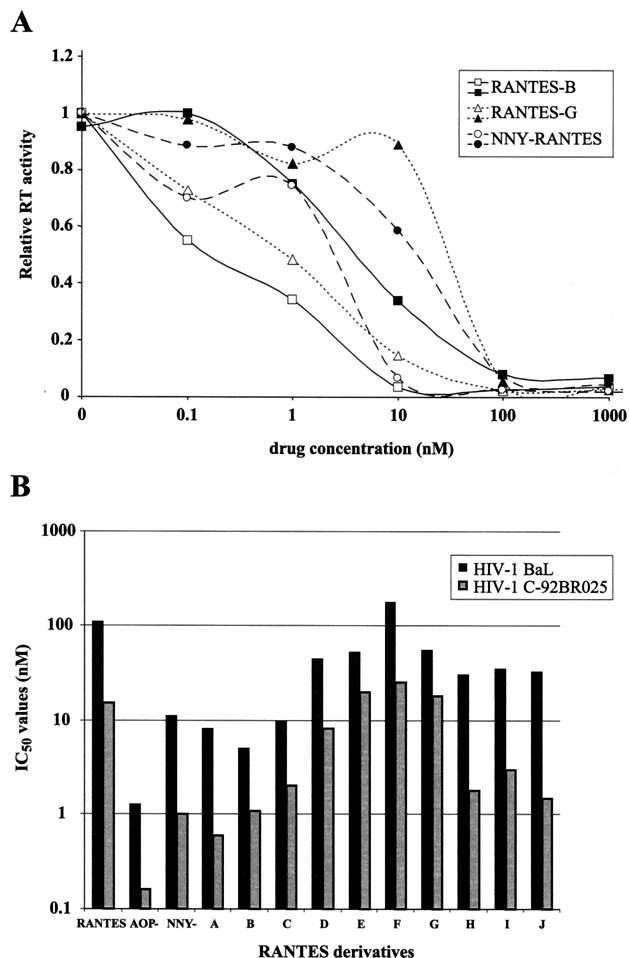 A
1.2
1
0.8
0.6
0.4
0.2
0
Relative RT activity
RANTES-B
RANTES-G
NNY-RANTES
0 0.1 1 10 100 1000
drug concentration (nM)
B
1000
100
10
1
0.1
IC50 values (nM)
HIV-1 BaL
HIV-1 C-92BR025
RANTES AOP- NNY- A B C D E F G H I J
RANTES derivatives